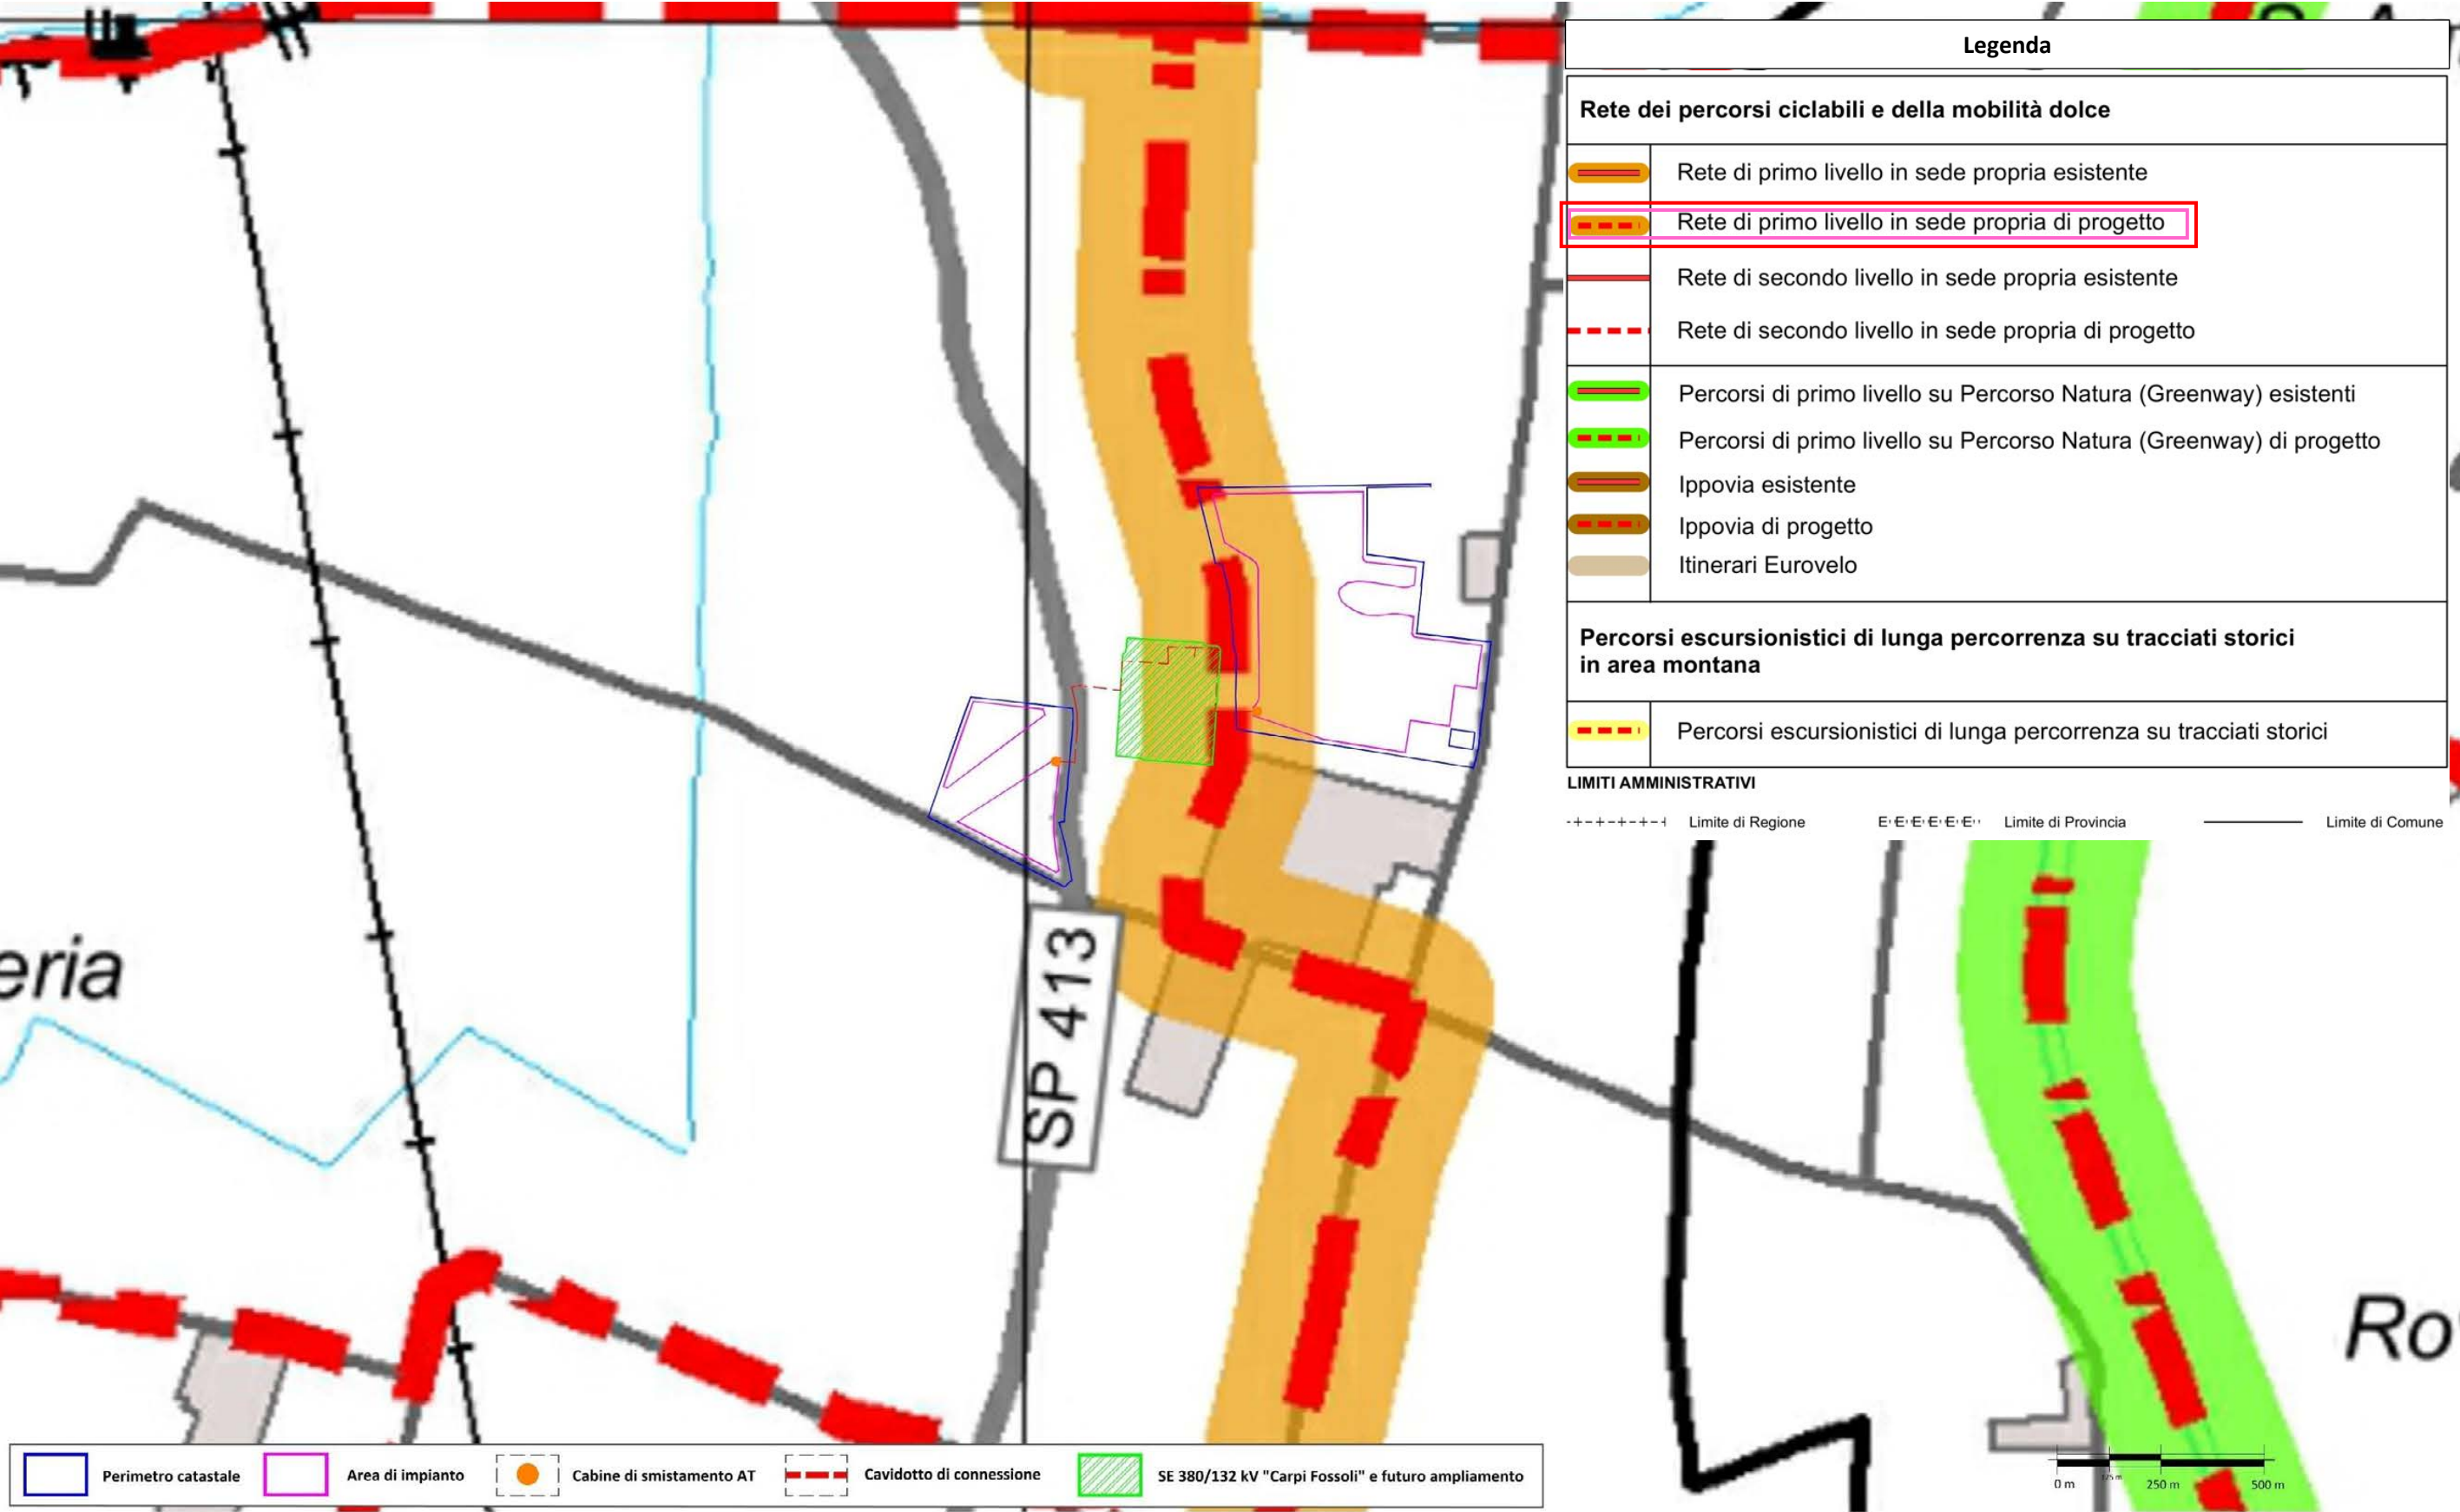 Legenda
Rete dei percorsi ciclabili e della mobilità dolce
Rete di primo livello in sede propria esistente
Rete di primo livello in sede propria di progetto
Rete di secondo livello in sede propria esistente
Rete di secondo livello in sede propria di progetto
Percorsi di primo livello su Percorso Natura (Greenway) esistenti
Percorsi di primo livello su Percorso Natura (Greenway) di progetto
Ippovia esistente
Ippovia di progetto
Itinerari Eurovelo
Percorsi escursionistici di lunga percorrenza su tracciati storici
in area montana
Percorsi escursionistici di lunga percorrenza su tracciati storici
LIMITI AMMINISTRATIVI
Limite di Regione
Limite di Provincia
Limite di Comune
SP 413
eria
Ro
Perimetro catastale
Area di impianto
Cabine di smistamento AT
Cavidotto di connessione
SE 380/132 kV "Carpi Fossoli" e futuro ampliamento
0 m
250 m
500 m